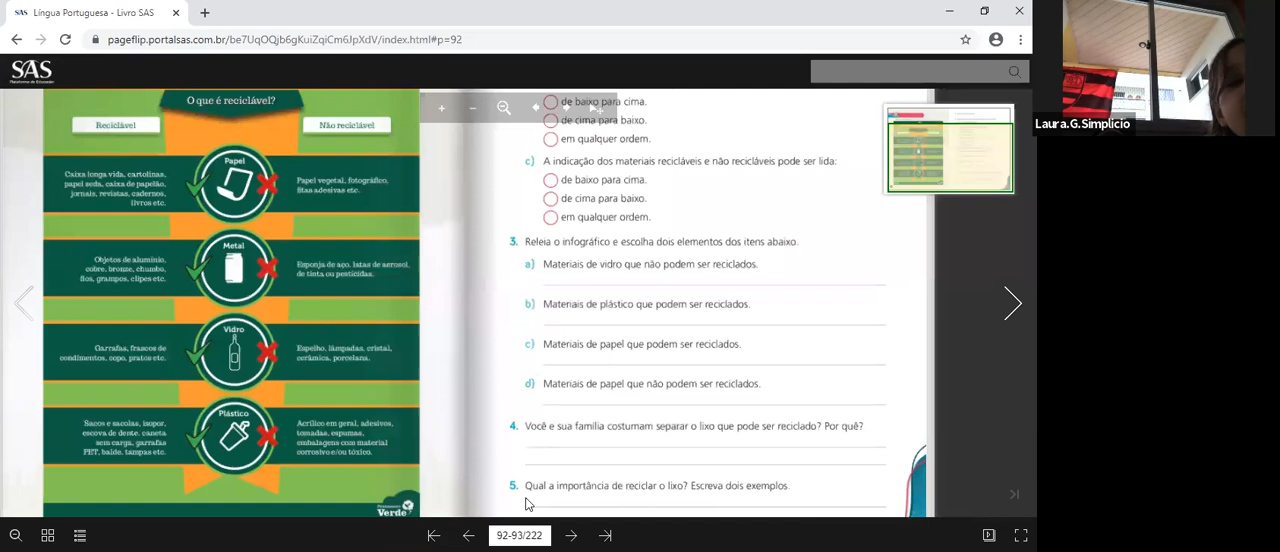 Língua Portuguesa - Livro SAS
pageflip.portalsas.com.br/be7UqOQjb6gKuiZqiCm6JpXdV/index.html#p=92
SAS
Plataforma de Educação
O que é reciclável?
Reciclável
Não reciclável
Papel
Caixa longa vida, cartolinas,
papel seda, caixa de papelão,
jornais, revistas, cadernos,
livros etc.
Papel vegetal, fotográfico,
fitas adesivas etc.
Metal
Objetos de alumínio,
cobre, bronze, chumbo,
fios, grampos, clipes etc.
Esponja de aço, latas de aerosol,
de tinta ou pesticidas.
Vidro
Garrafas, frascos de
condimentos, copo, pratos etc.
Espelho, lâmpadas, cristal,
cerâmica, porcelana.
Plástico
Sacos e sacolas, isopor,
escova de dente, caneta
sem carga, garrafas
PET, balde, tampas etc.
Acrílico em geral, adesivos,
tomadas, espumas,
embalagens com material
corrosivo e/ou tóxico.
Verde
de baixo para cima.
de cima para baixo.
em qualquer ordem.
c) A indicação dos materiais recicláveis e não recicláveis pode ser lida:
de baixo para cima.
de cima para baixo.
em qualquer ordem.
3. Releia o infográfico e escolha dois elementos dos itens abaixo.
a) Materiais de vidro que não podem ser reciclados.
b) Materiais de plástico que podem ser reciclados.
c) Materiais de papel que podem ser reciclados.
d) Materiais de papel que não podem ser reciclados.
4. Você e sua família costumam separar o lixo que pode ser reciclado? Por quê?
5. Qual a importância de reciclar o lixo? Escreva dois exemplos.
92-93/222
Laura.G.Simplicio